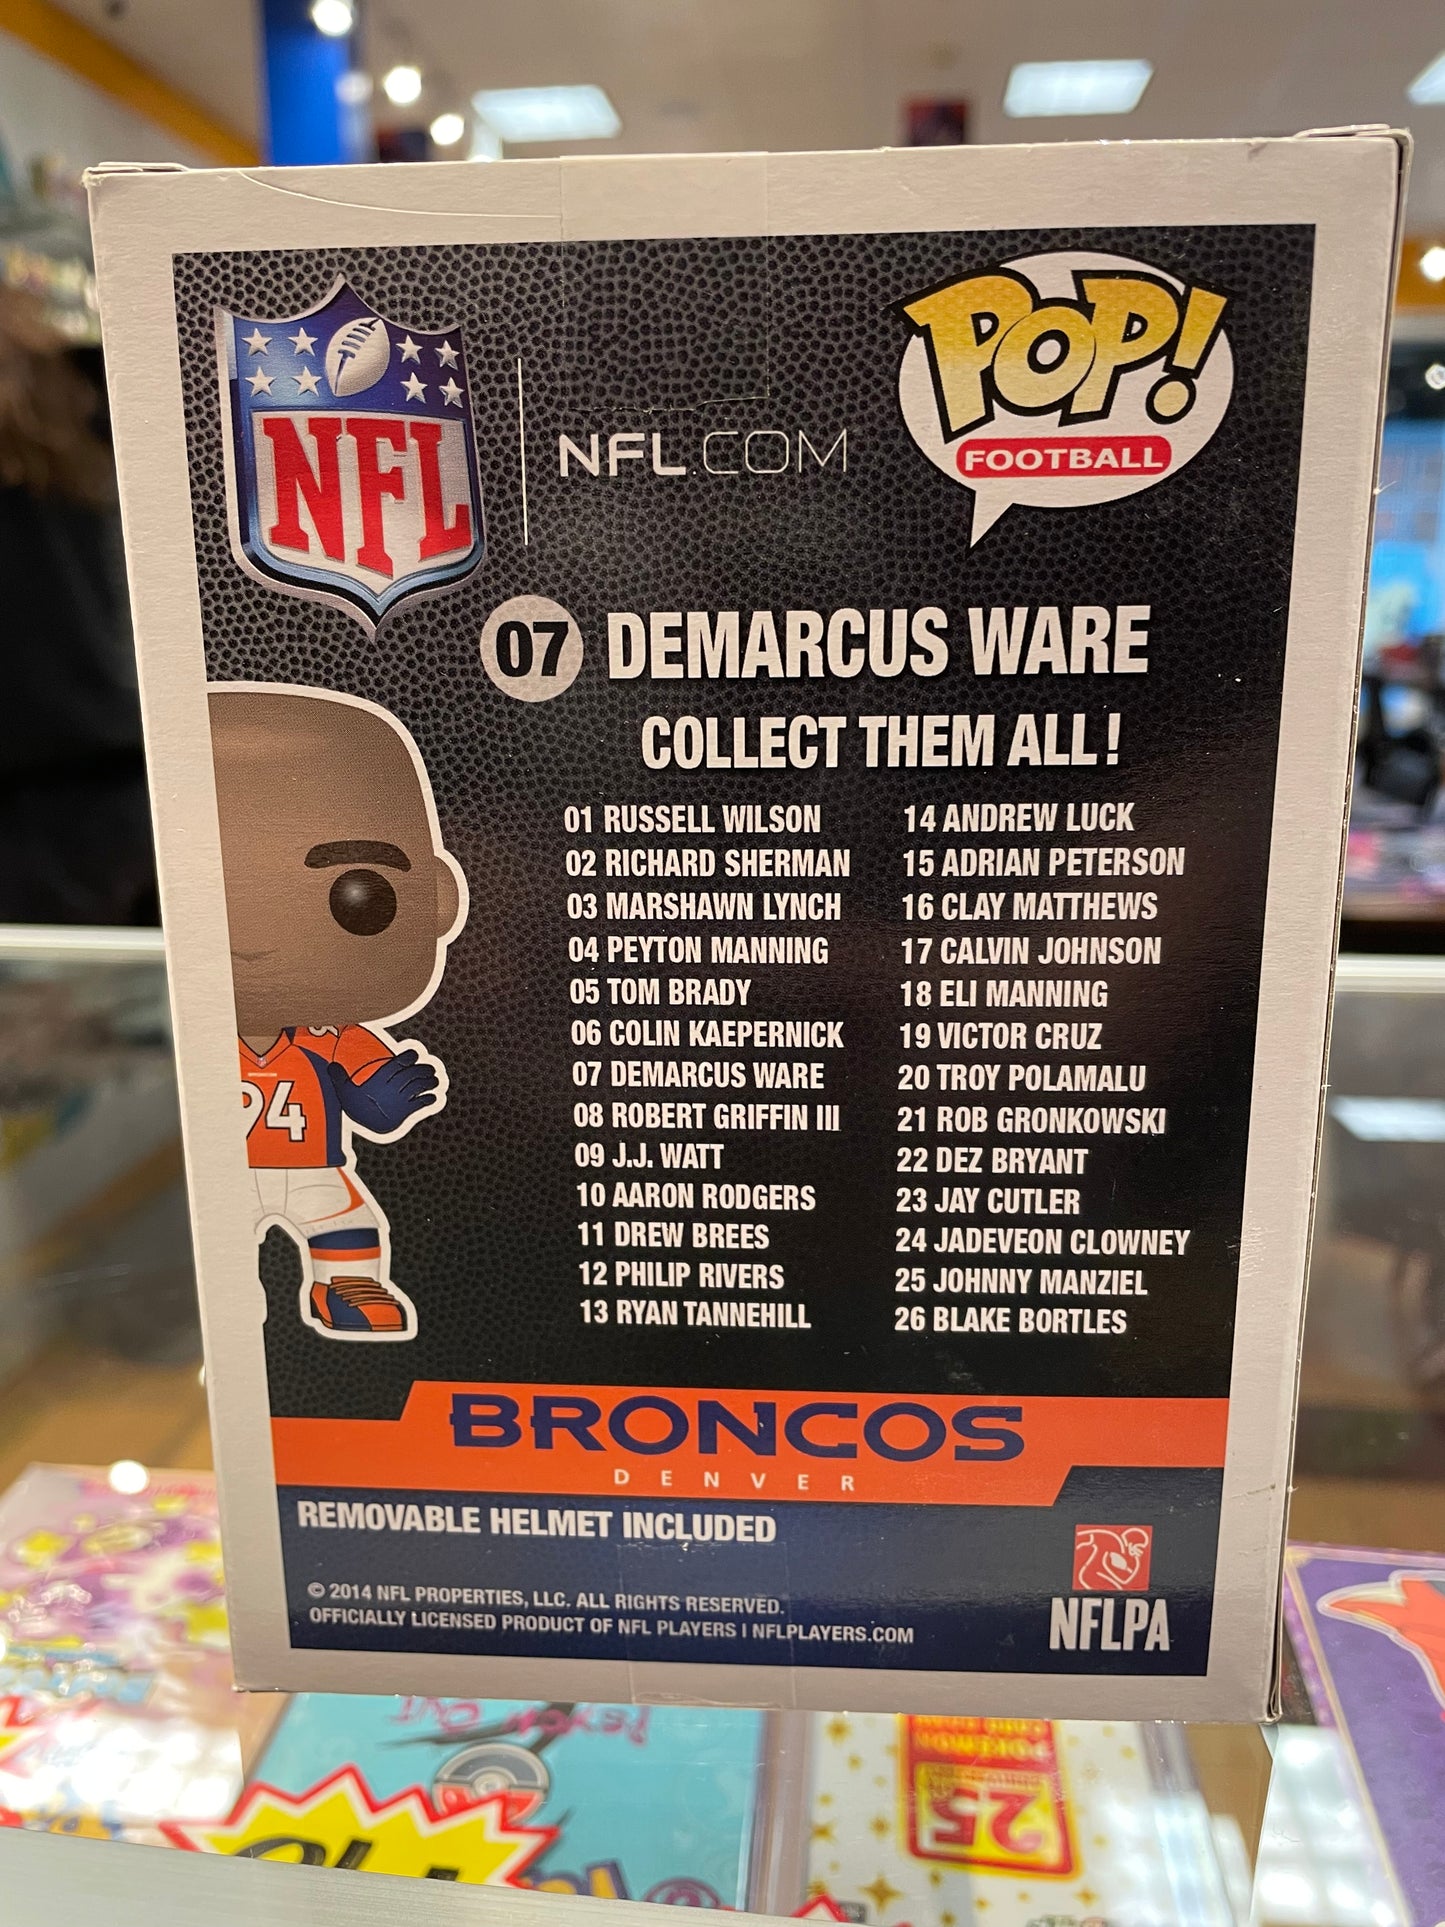 NFL
NFL.COM
POP!
FOOTBALL
07 DEMARCUS WARE
COLLECT THEM ALL!
01 RUSSELL WILSON
02 RICHARD SHERMAN
03 MARSHAWN LYNCH
04 PEYTON MANNING
05 TOM BRADY
06 COLIN KAEPERNICK
07 DEMARCUS WARE
08 ROBERT GRIFFIN III
09 J.J. WATT
10 AARON RODGERS
11 DREW BREES
12 PHILIP RIVERS
13 RYAN TANNEHILL
14 ANDREW LUCK
15 ADRIAN PETERSON
16 CLAY MATTHEWS
17 CALVIN JOHNSON
18 ELI MANNING
19 VICTOR CRUZ
20 TROY POLAMALU
21 ROB GRONKOWSKI
22 DEZ BRYANT
23 JAY CUTLER
24 JADEVEON CLOWNEY
25 JOHNNY MANZIEL
26 BLAKE BORTLES
94
BRONCOS
DENVER
REMOVABLE HELMET INCLUDED
© 2014 NFL PROPERTIES, LLC. ALL RIGHTS RESERVED.
OFFICIALLY LICENSED PRODUCT OF NFL PLAYERS I NFLPLAYERS.COM
NFLPA
POKEMON
25